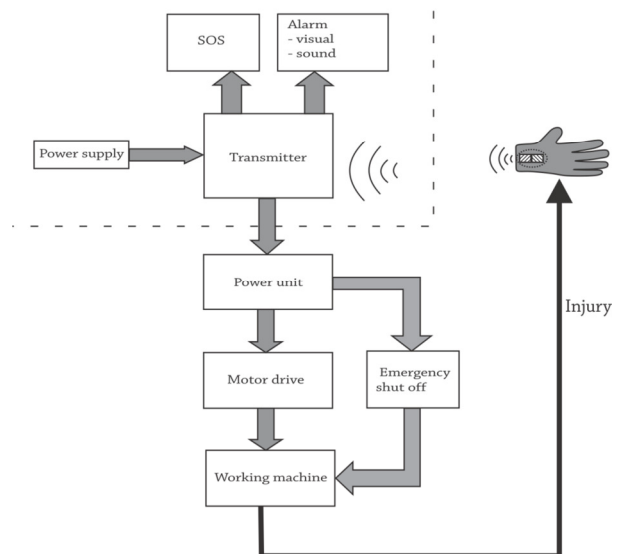 SOS
Alarm
- visual
- sound
Power supply
Transmitter
Power unit
Injury
Motor drive
Emergency
shut off
Working machine